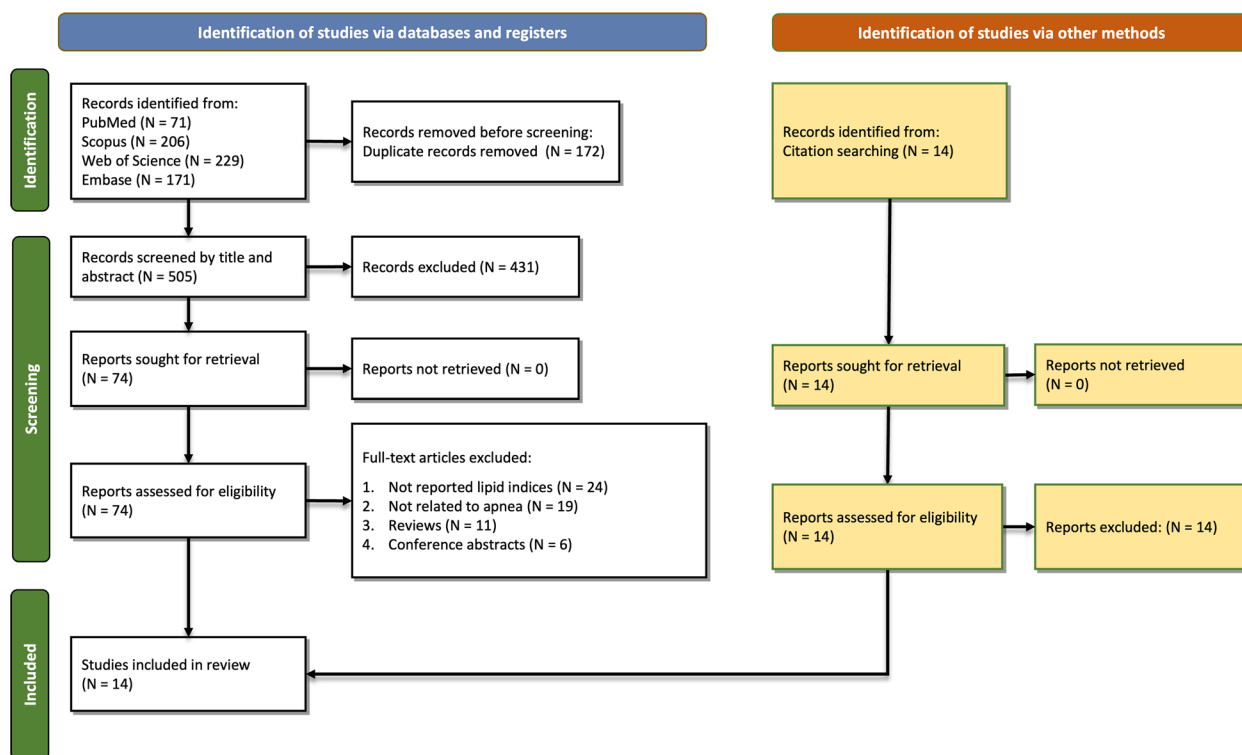 Identification of studies via databases and registers
Identification of studies via other methods
Identification
Records identified from:
PubMed (N = 71)
Scopus (N = 206)
Web of Science (N = 229)
Embase (N = 171)
Records removed before screening:
Duplicate records removed (N = 172)
Records identified from:
Citation searching (N = 14)
Screening
Records screened by title and
abstract (N = 505)
Records excluded (N = 431)
Reports sought for retrieval
(N = 74)
Reports not retrieved (N = 0)
Reports sought for retrieval
(N = 14)
Reports not retrieved
(N = 0)
Reports assessed for eligibility
(N = 74)
Full-text articles excluded:
1. Not reported lipid indices (N = 24)
2. Not related to apnea (N = 19)
3. Reviews (N = 11)
4. Conference abstracts (N = 6)
Reports assessed for eligibility
(N = 14)
Reports excluded: (N = 14)
Included
Studies included in review
(N = 14)